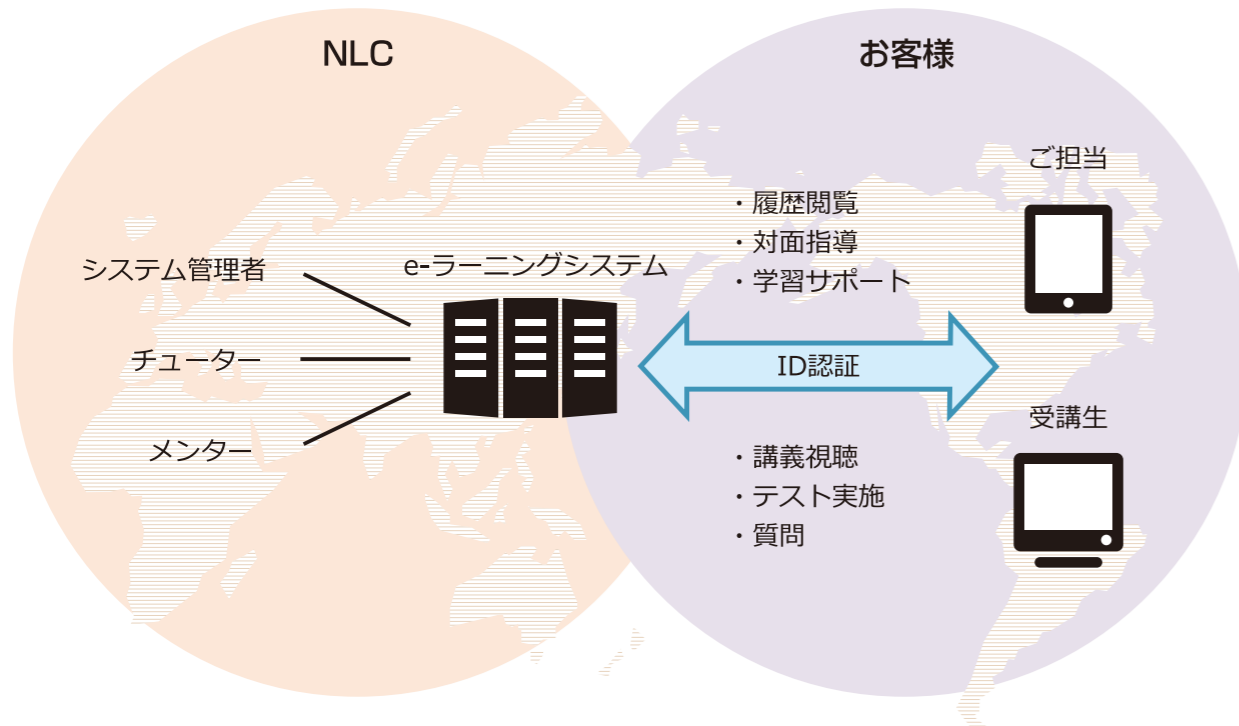 NLC
お客様
システム管理者
チューター
メンター
e-ラーニングシステム
・履歴閲覧
・対面指導
・学習サポート
ID認証
・講義視聴
・テスト実施
・質問
ご担当
受講生